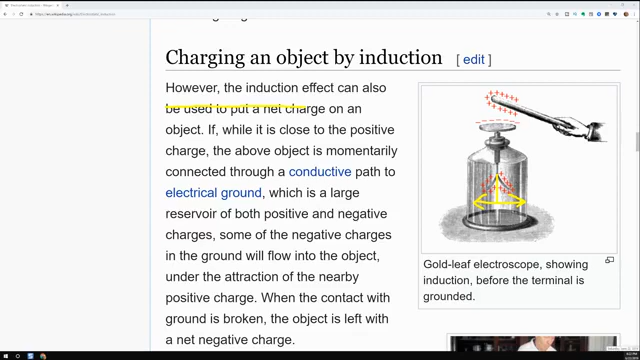 Charging an object by induction [ edit ]
However, the induction effect can also
be used to put a net charge on an
object. If, while it is close to the positive
charge, the above object is momentarily
connected through a conductive path to
electrical ground, which is a large
reservoir of both positive and negative
charges, some of the negative charges
in the ground will flow into the object,
under the attraction of the nearby
positive charge. When the contact with
ground is broken, the object is left with
a net negative charge.
Gold-leaf electroscope, showing
induction, before the terminal is
grounded.